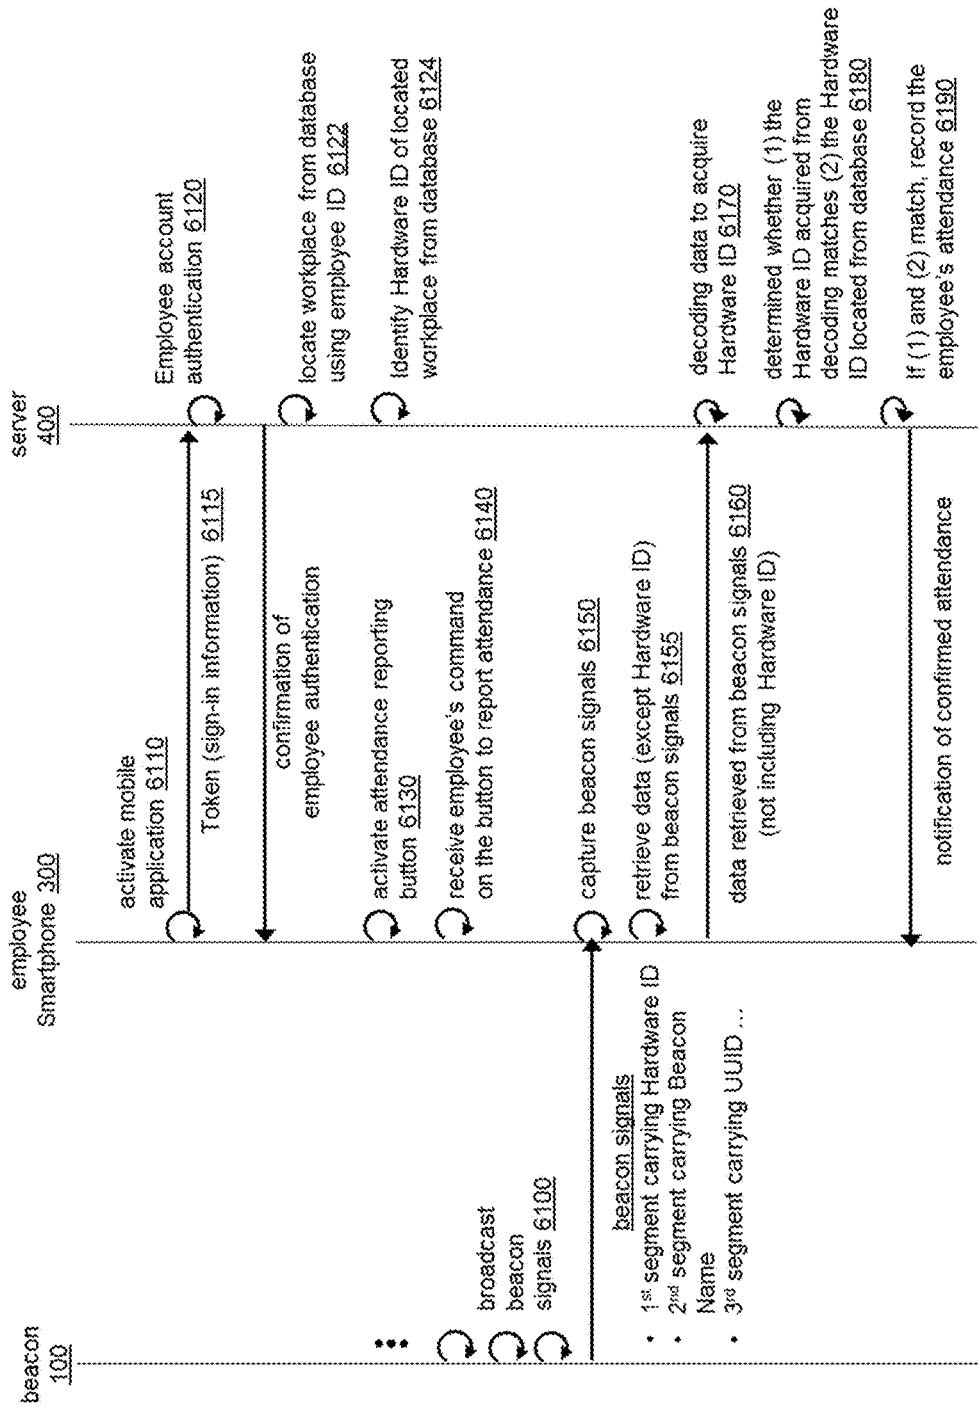 beacon
100
employee
Smartphone 300
server
400
activate mobile
application 6110
Token (sign-in information) 6115
Employee account
authentication 6120
confirmation of
employee authentication
locate workplace from database
using employee ID 6122
Identify Hardware ID of located
workplace from database 6124
activate attendance reporting
button 6130
receive employee's command
on the button to report attendance 6140
broadcast
beacon
signals 6100
capture beacon signals 6150
beacon signals
• 1st segment carrying Hardware ID
• 2nd segment carrying Beacon
Name
• 3rd segment carrying UUID ...
retrieve data (except Hardware ID)
from beacon signals 6155
data retrieved from beacon signals 6160
(not including Hardware ID)
decoding data to acquire
Hardware ID 6170
determined whether (1) the
Hardware ID acquired from
decoding matches (2) the Hardware
ID located from database 6180
If (1) and (2) match, record the
employee's attendance 6190
notification of confirmed attendance